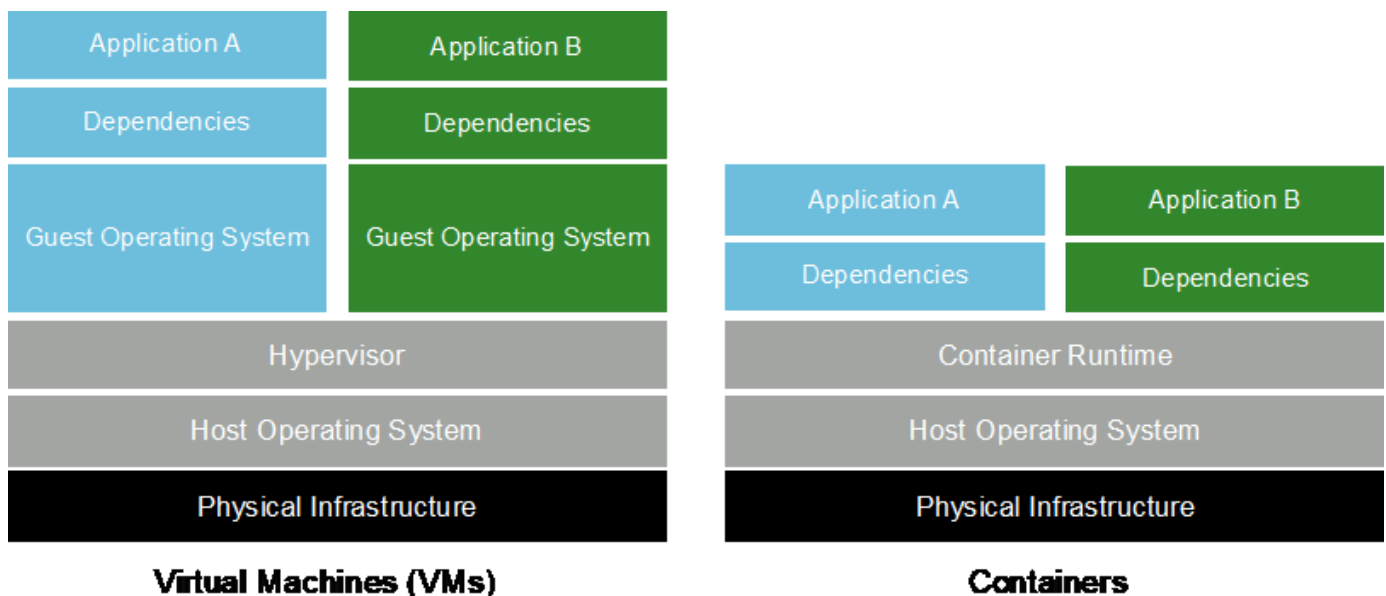 Application A
Application B
Dependencies
Dependencies
Guest Operating System
Guest Operating System
Hypervisor
Host Operating System
Physical Infrastructure
Virtual Machines (VMs)
Application A
Application B
Dependencies
Dependencies
Container Runtime
Host Operating System
Physical Infrastructure
Containers